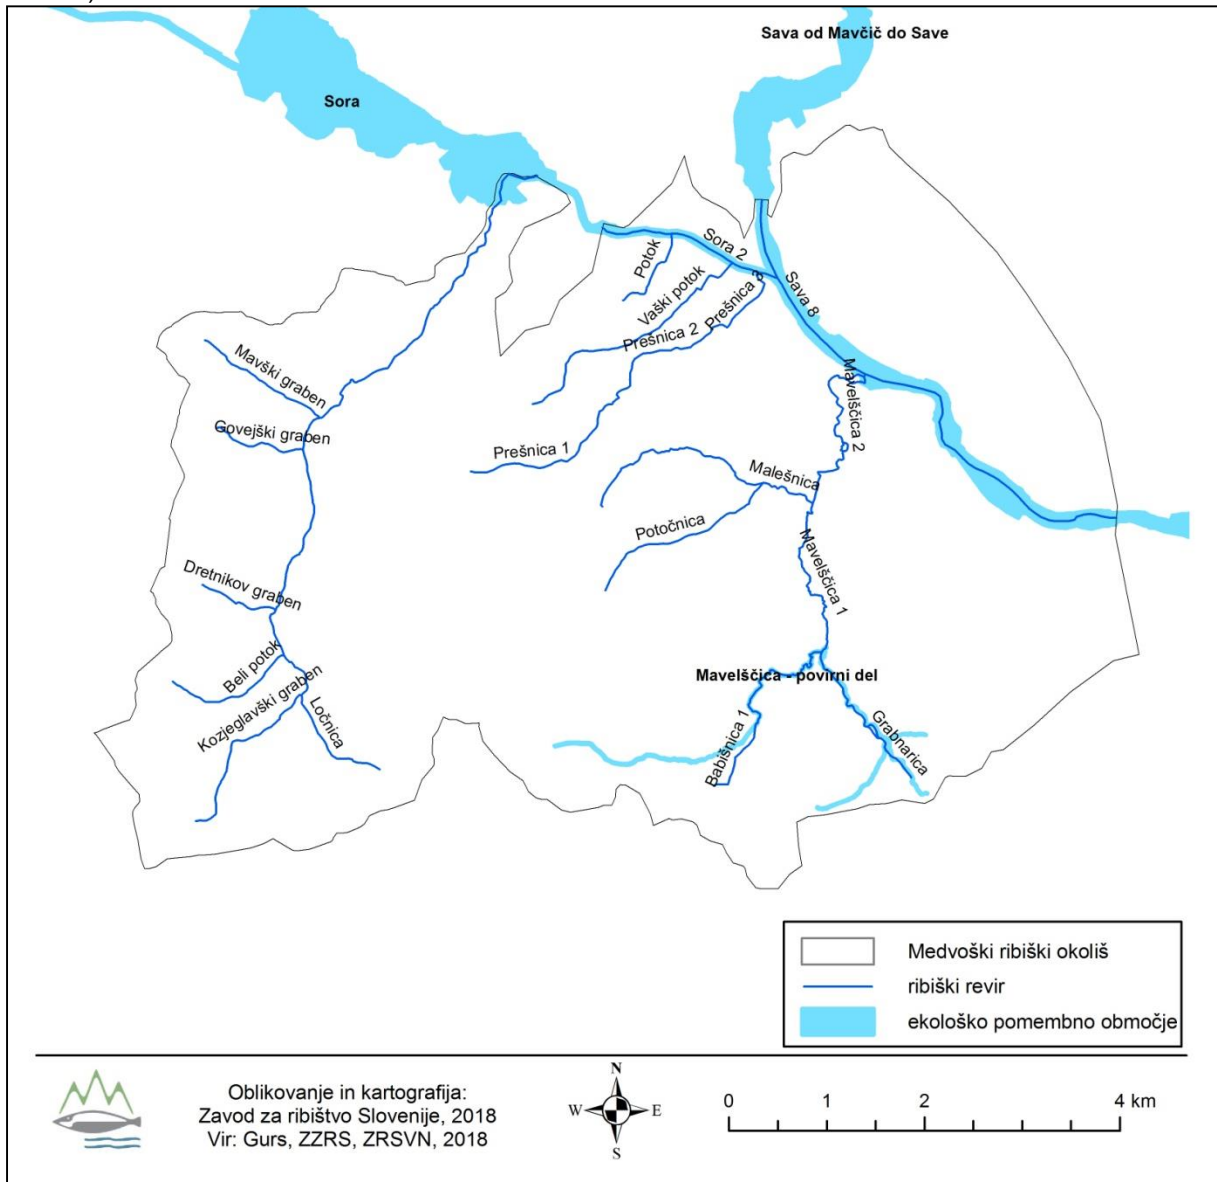 Sava od Mavčič do Save
Sora
Sora 2
Potok
Vaški potok
Sava 8
Prešnica 3
Prešnica 2
Mavški graben
Mavelščica 2
Govejški graben
Prešnica 1
Malešnica
Potočnica
Mavelščica 1
Dretnikov graben
Beli potok
Mavelščica - povirni del
Kozjeglavški graben
Ločnica
Babišnica 1
Grabnarica
Medvoški ribiški okoliš
ribiški revir
ekološko pomembno območje
Oblikovanje in kartografija:
Zavod za ribištvo Slovenije, 2018
Vir: Gurs, ZZRS, ZRSVN, 2018
N
W E
S
0 1 2 4 km